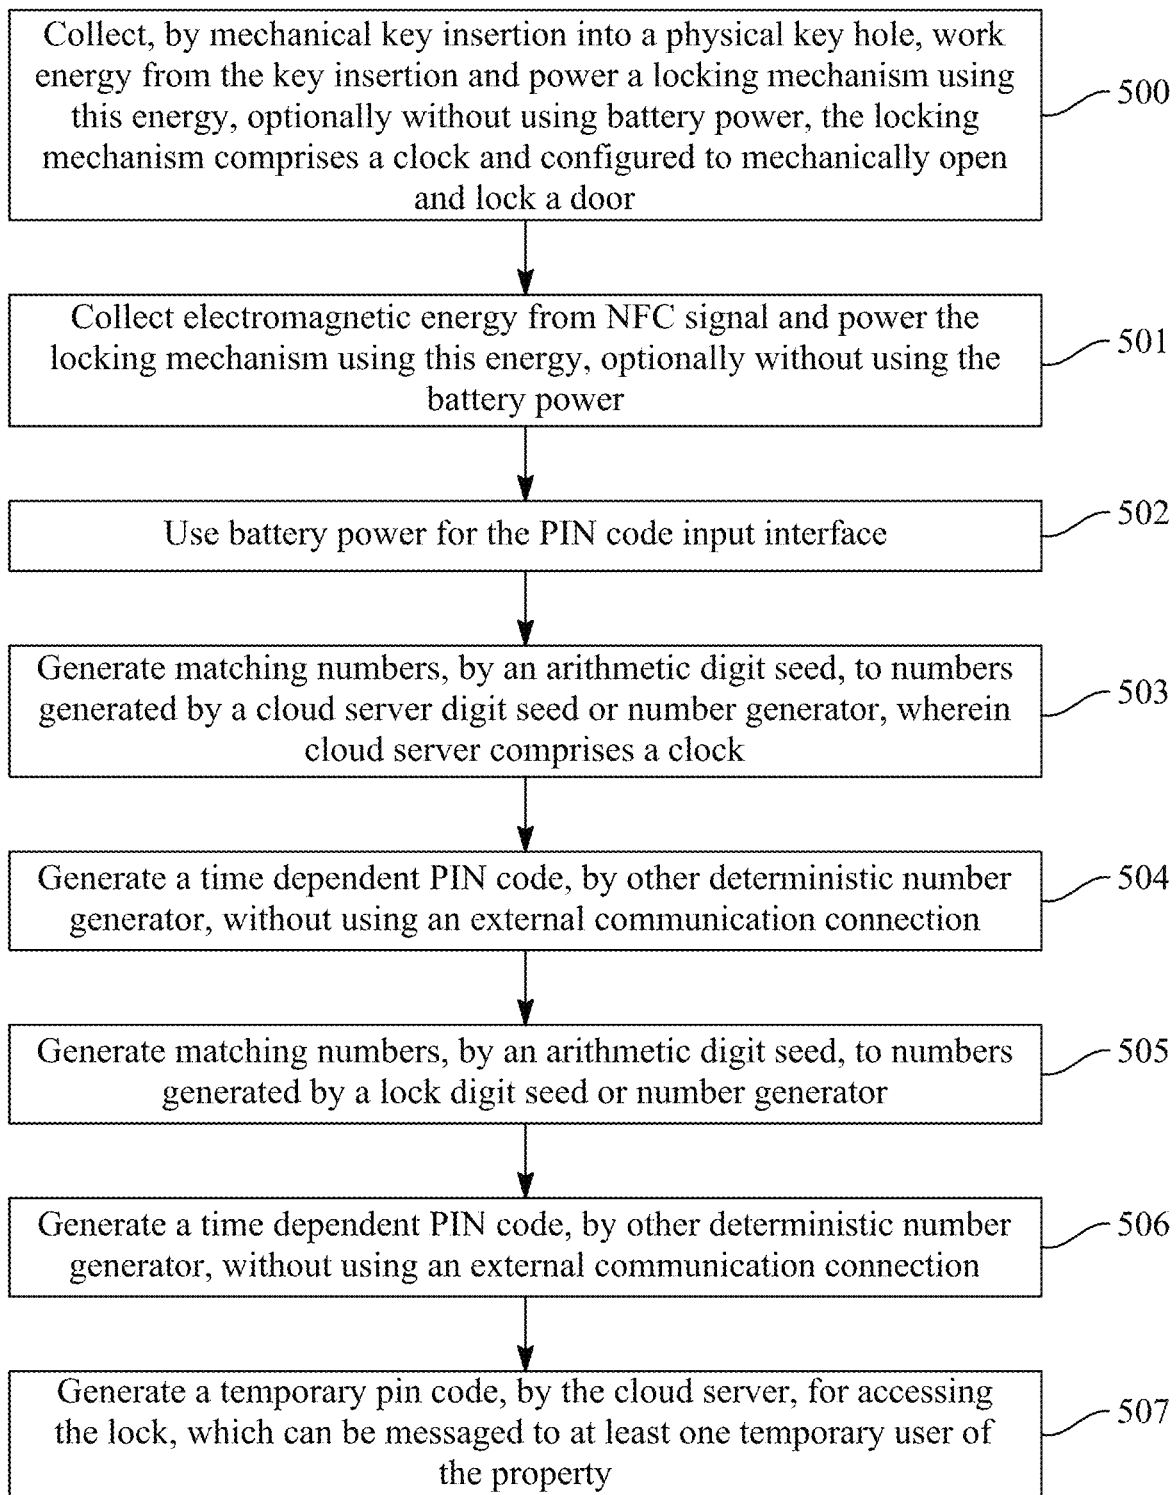 Collect, by mechanical key insertion into a physical key hole, work
energy from the key insertion and power a locking mechanism using
this energy, optionally without using battery power, the locking
mechanism comprises a clock and configured to mechanically open
and lock a door
500
Collect electromagnetic energy from NFC signal and power the
locking mechanism using this energy, optionally without using the
battery power
501
Use battery power for the PIN code input interface
502
Generate matching numbers, by an arithmetic digit seed, to numbers
generated by a cloud server digit seed or number generator, wherein
cloud server comprises a clock
503
Generate a time dependent PIN code, by other deterministic number
generator, without using an external communication connection
504
Generate matching numbers, by an arithmetic digit seed, to numbers
generated by a lock digit seed or number generator
505
Generate a time dependent PIN code, by other deterministic number
generator, without using an external communication connection
506
Generate a temporary pin code, by the cloud server, for accessing
the lock, which can be messaged to at least one temporary user of
the property
507